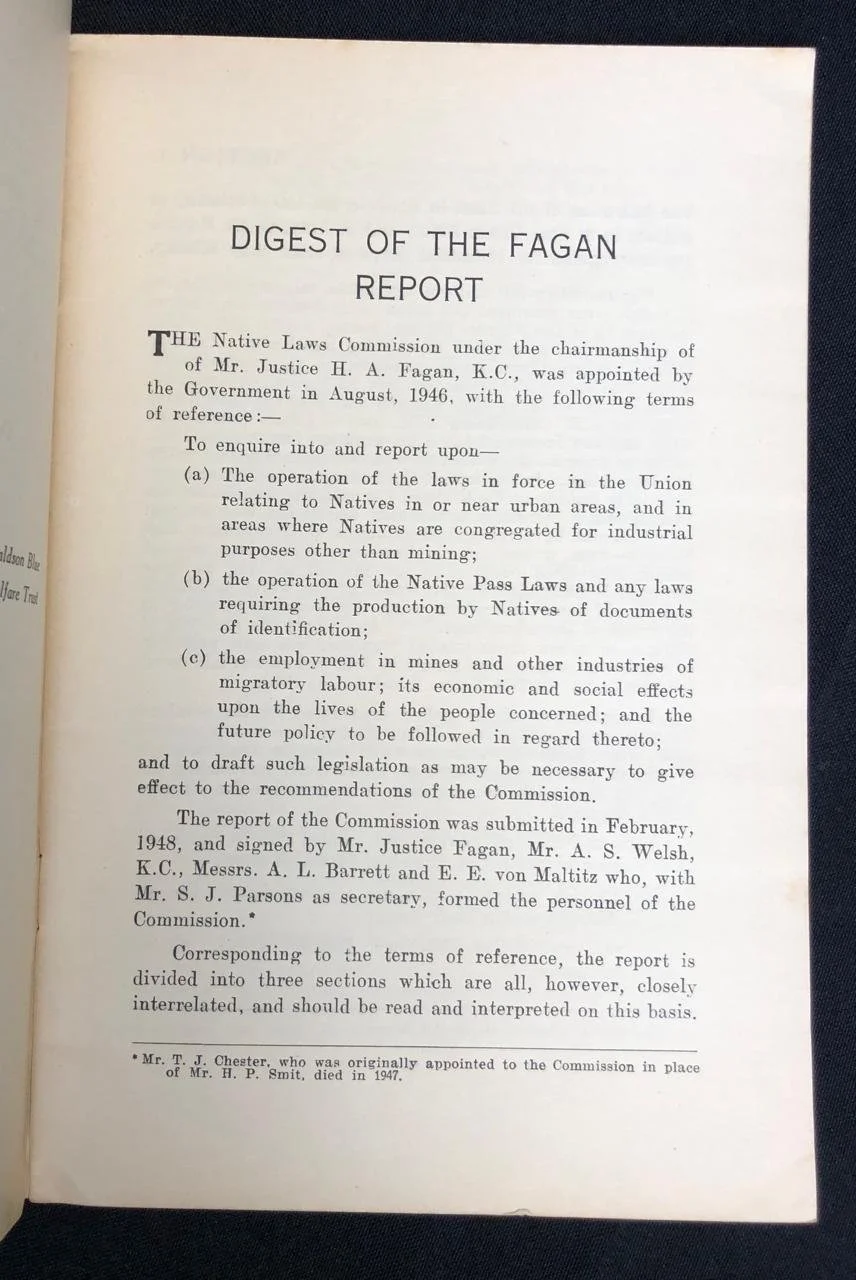 DIGEST OF THE FAGAN
REPORT
THE Native Laws Commission under the chairmanship of
of Mr. Justice H. A. Fagan, K.C., was appointed by
the Government in August, 1946, with the following terms
of reference:—
To enquire into and report upon—
(a) The operation of the laws in force in the Union
relating to Natives in or near urban areas, and in
areas where Natives are congregated for industrial
purposes other than mining;
(b) the operation of the Native Pass Laws and any laws
requiring the production by Natives of documents
of identification;
(c) the employment in mines and other industries of
migratory labour; its economic and social effects
upon the lives of the people concerned; and the
future policy to be followed in regard thereto;
and to draft such legislation as may be necessary to give
effect to the recommendations of the Commission.
The report of the Commission was submitted in February,
1948, and signed by Mr. Justice Fagan, Mr. A. S. Welsh,
K.C., Messrs. A. L. Barrett and E. E. von Maltitz who, with
Mr. S. J. Parsons as secretary, formed the personnel of the
Commission.*
Corresponding to the terms of reference, the report is
divided into three sections which are all, however, closely
interrelated, and should be read and interpreted on this basis.
* Mr. T. J. Chester, who was originally appointed to the Commission in place
of Mr. H. P. Smit, died in 1947.
aldson Blue
lfare Trust